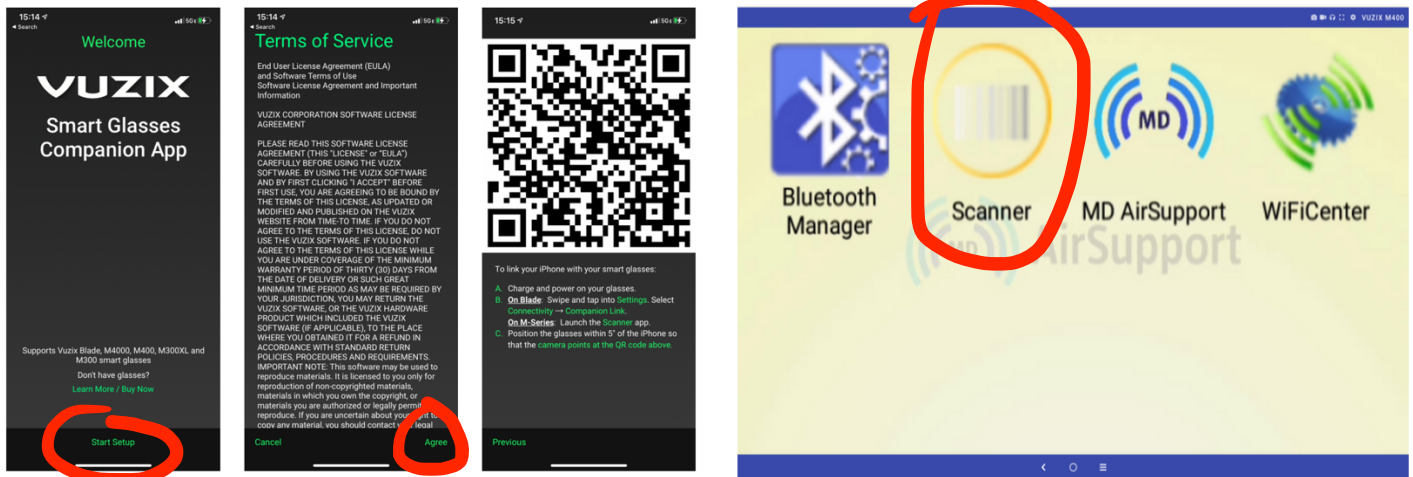 15:14
Search
5G
Welcome
VUZIX
Smart Glasses
Companion App
Supports Vuzix Blade, M4000, M400, M300XL and
M300 smart glasses
Don't have glasses?
Learn More / Buy Now
Start Setup
15:14
Search
5G
Terms of Service
End User License Agreement (EULA)
and Software Terms of Use
Software License Agreement and Important
Information
VUZIX CORPORATION SOFTWARE LICENSE
AGREEMENT
PLEASE READ THIS SOFTWARE LICENSE
AGREEMENT (THIS "LICENSE" or "EULA")
CAREFULLY BEFORE USING THE VUZIX
SOFTWARE. BY USING THE VUZIX SOFTWARE
AND BY FIRST CLICKING "I ACCEPT" BEFORE
FIRST USE, YOU ARE AGREEING TO BE BOUND BY
THE TERMS OF THIS LICENSE, AS UPDATED OR
MODIFIED AND PUBLISHED ON THE VUZIX
WEBSITE FROM TIME-TO TIME. IF YOU DO NOT
AGREE TO THE TERMS OF THIS LICENSE, DO NOT
USE THE VUZIX SOFTWARE. IF YOU DO NOT
AGREE TO THE TERMS OF THIS LICENSE WHILE
YOU ARE UNDER COVERAGE OF THE MINIMUM
WARRANTY PERIOD OF THIRTY (30) DAYS FROM
THE DATE OF DELIVERY OR SUCH GREAT
MINIMUM TIME PERIOD AS MAY BE REQUIRED BY
YOUR JURISDICTION, YOU MAY RETURN THE
VUZIX SOFTWARE, OR THE VUZIX HARDWARE
PRODUCT WHICH INCLUDED THE VUZIX
SOFTWARE (IF APPLICABLE), TO THE PLACE
WHERE YOU OBTAINED IT FOR A REFUND IN
ACCORDANCE WITH STANDARD RETURN
POLICIES, PROCEDURES AND REQUIREMENTS.
IMPORTANT NOTE: This software may be used to
reproduce materials. It is licensed to you only for
reproduction of non-copyrighted materials,
materials in which you own the copyright, or
materials you are authorized or legally
reproduce. If you are uncertain about to
copy any material, you should contact legal
Cancel
Agree
15:15
5G
To link your iPhone with your smart glasses:
A. Charge and power on your glasses.
B. On Blade: Swipe and tap into Settings. Select
Connectivity → Companion Link.
On M-Series: Launch the Scanner app.
C. Position the glasses within 5" of the iPhone so
that the camera points at the QR code above.
Previous
VUZIX M400
Bluetooth
Manager
Scanner
MD
MD AirSupport
WiFiCenter
MD AirSupport